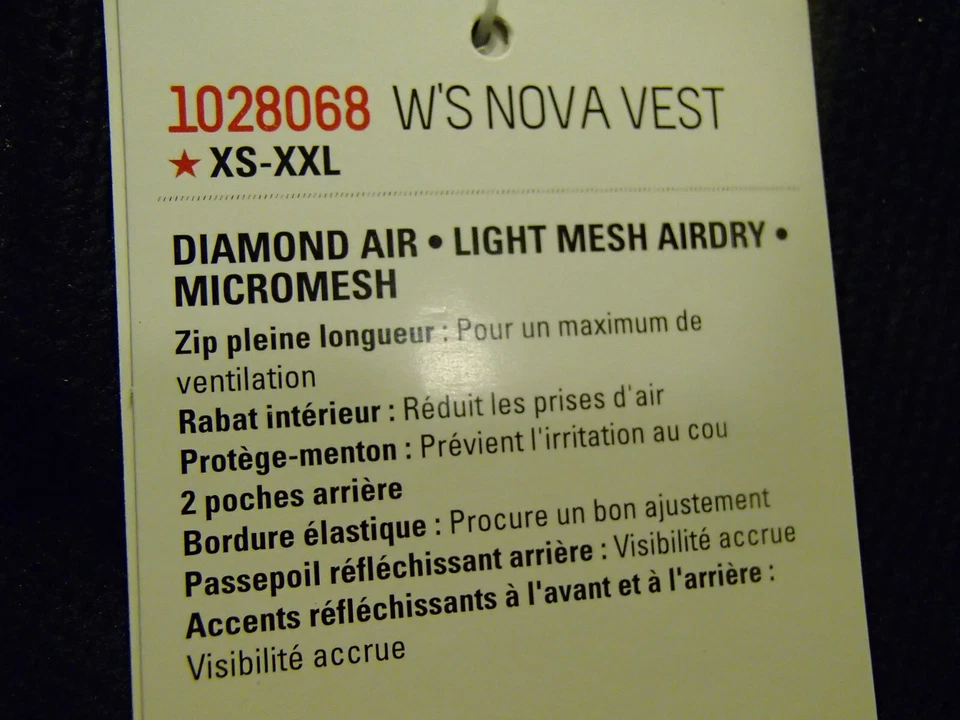 1028068 W'S NOVA VEST
★ XS-XXL
DIAMOND AIR • LIGHT MESH AIRDRY •
MICROMESH
Zip pleine longueur : Pour un maximum de
ventilation
Rabat intérieur : Réduit les prises d'air
Protège-menton : Prévient l'irritation au cou
2 poches arrière
Bordure élastique : Procure un bon ajustement
Passepoil réfléchissant arrière : Visibilité accrue
Accents réfléchissants à l'avant et à l'arrière :
Visibilité accrue